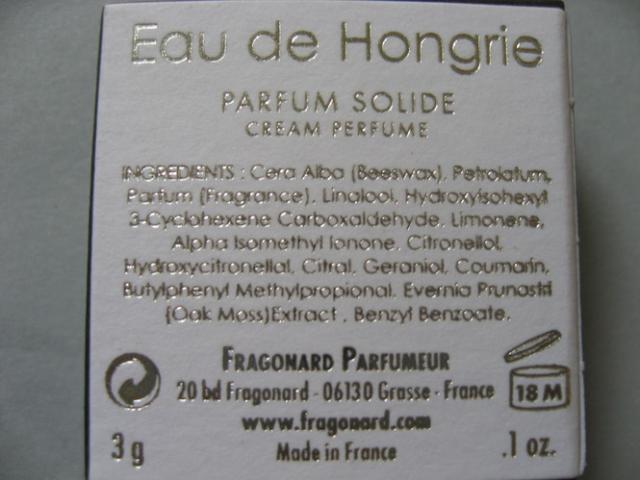 Eau de Hongrie
PARFUM SOLIDE
CREAM PERFUME
INGREDIENTS : Cera Alba (Beeswax), Petrolatum,
Parfum (Fragrance), Linalool, Hydroxyisohexyl
3-Cyclohexene Carboxaldehyde, Limonene,
Alpha Isomethyl Ionone, Citronellol,
Hydroxycitronellal, Citral, Geraniol, Coumarin,
Butylphenyl Methylpropional, Evernia Prunastri
(Oak Moss)Extract , Benzyl Benzoate.
FRAGONARD PARFUMEUR
20 bd Fragonard - 06130 Grasse - France
18 M
www.fragonard.com
3 g
Made in France
.1 oz.